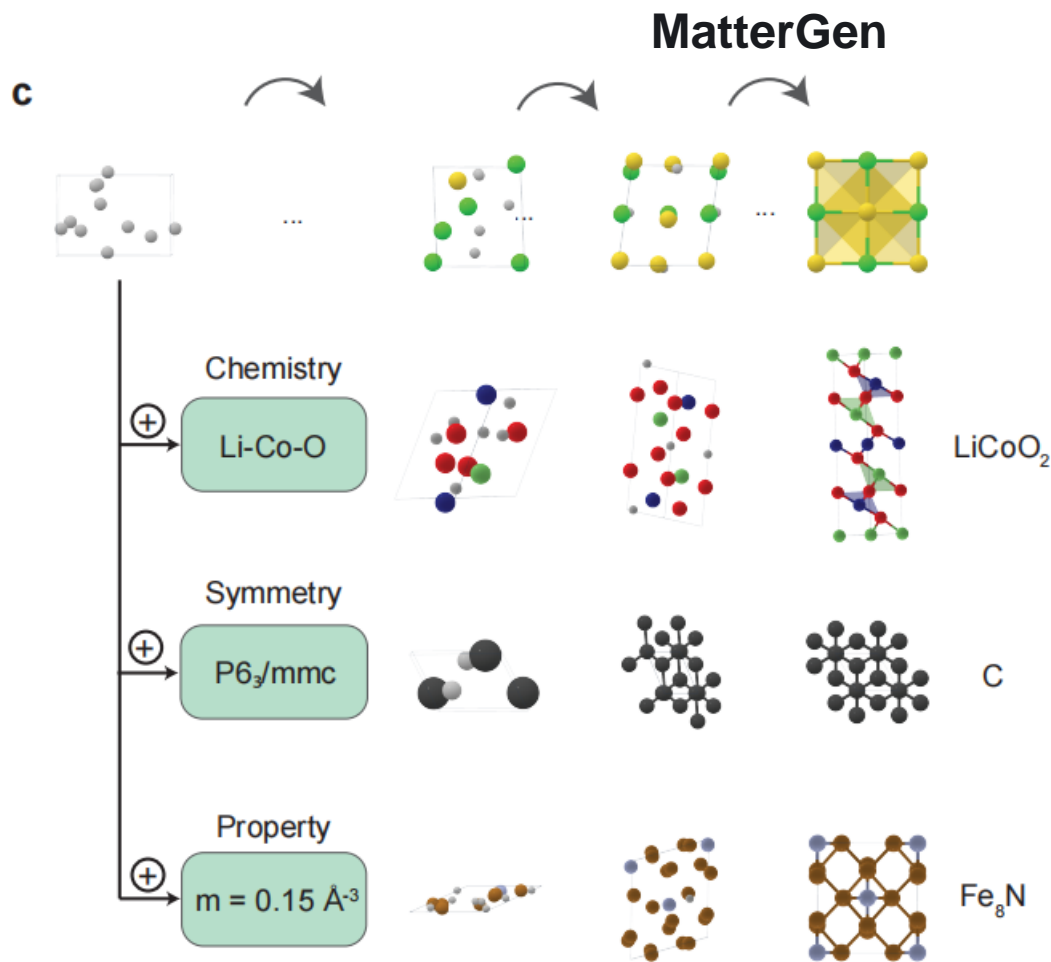 MatterGen
c
... ... ...
Chemistry
Li-Co-O
LiCoO₂
Symmetry
P6₃/mmc
C
Property
m = 0.15 Å⁻³
Fe₈N